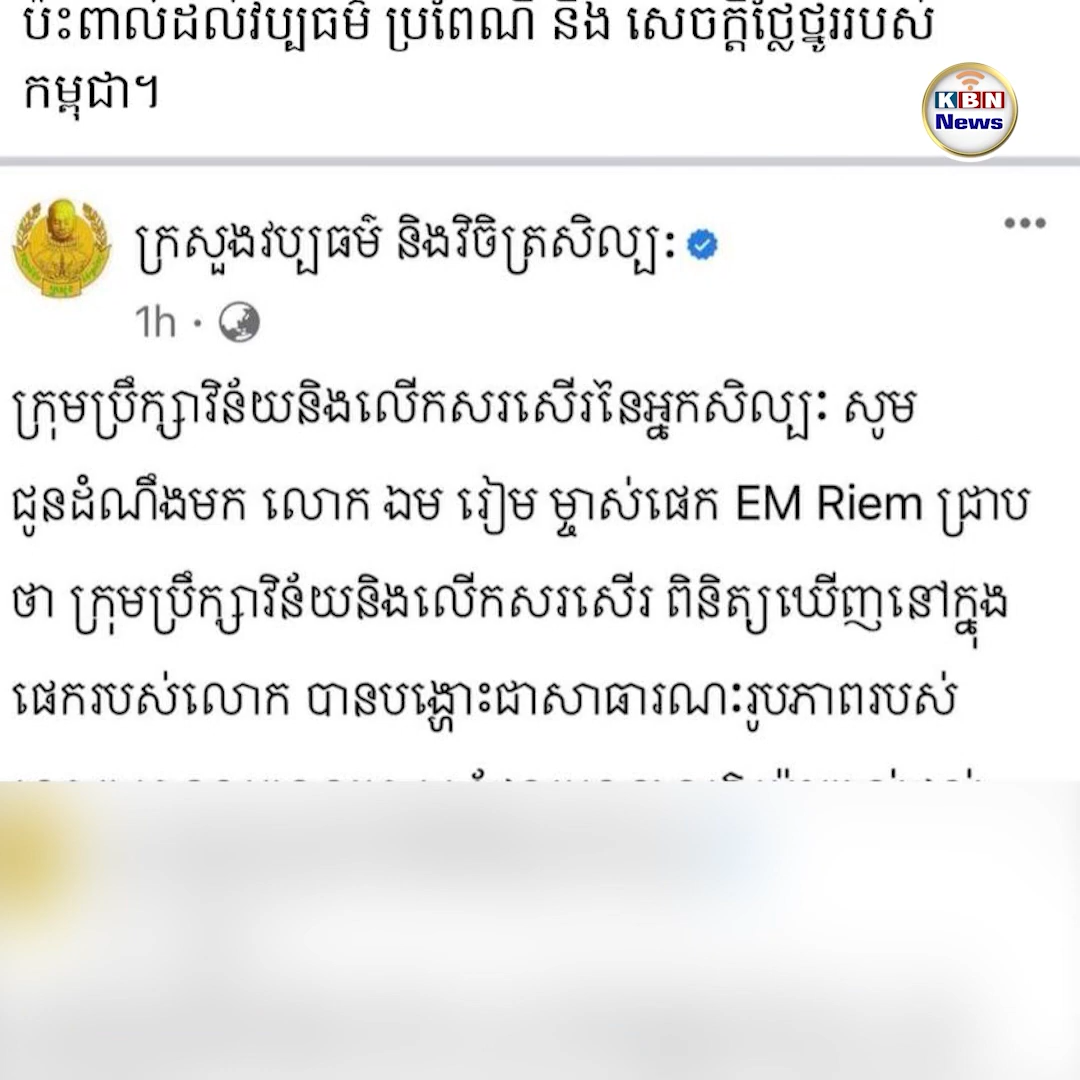 ប៉ះពាល់ដល់វប្បធម៌ ប្រពៃណី និង សេចក្ដីថ្លៃថ្នូររបស់
កម្ពុជា។
KBN
News
ក្រសួងវប្បធម៌ និងវិចិត្រសិល្បៈ
1h ·
ក្រុមប្រឹក្សាវិន័យនិងលើកសរសើរនៃអ្នកសិល្បៈ សូម
ជូនដំណឹងមក លោក ឯម រៀម ម្ចាស់ផេក EM Riem ជ្រាប
ថា ក្រុមប្រឹក្សាវិន័យនិងលើកសរសើរ ពិនិត្យឃើញនៅក្នុង
ផេករបស់លោក បានបង្ហោះជាសាធារណៈរូបភាពរបស់